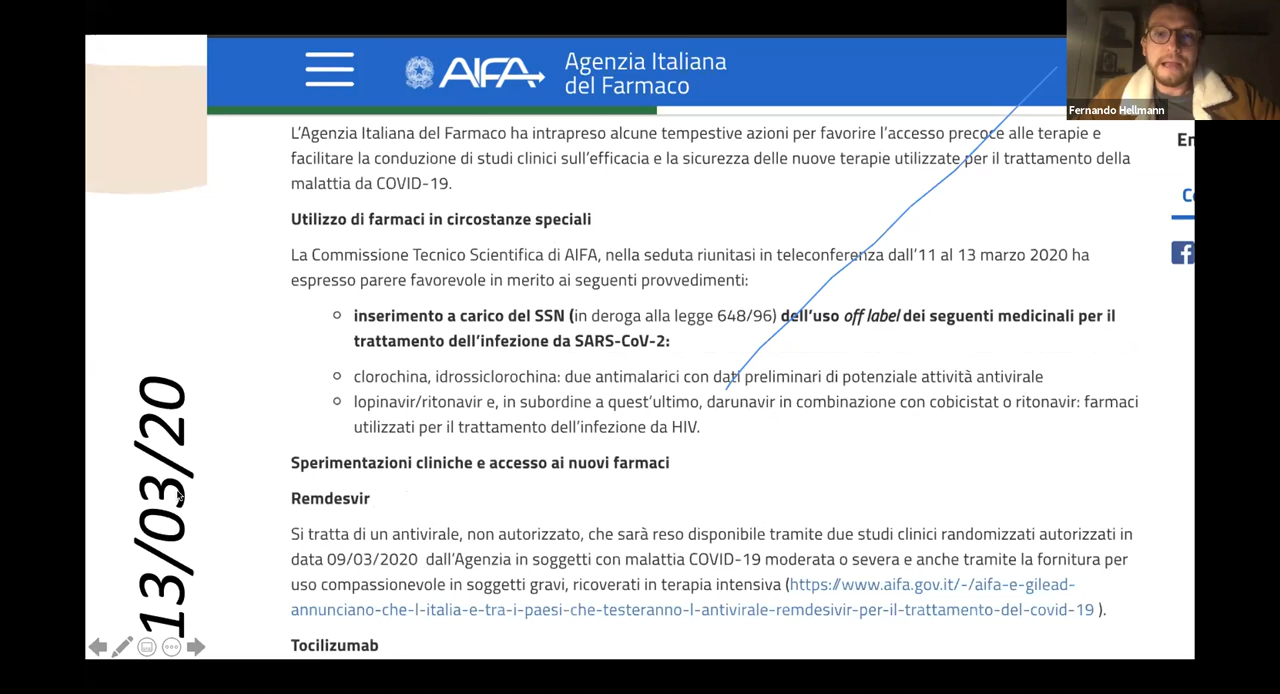 AIFA
Agenzia Italiana
del Farmaco
Fernando Hellmann
L'Agenzia Italiana del Farmaco ha intrapreso alcune tempestive azioni per favorire l'accesso precoce alle terapie e
facilitare la conduzione di studi clinici sull'efficacia e la sicurezza delle nuove terapie utilizzate per il trattamento della
malattia da COVID-19.
Utilizzo di farmaci in circostanze speciali
La Commissione Tecnico Scientifica di AIFA, nella seduta riunitasi in teleconferenza dall'11 al 13 marzo 2020 ha
espresso parere favorevole in merito ai seguenti provvedimenti:
inserimento a carico del SSN (in deroga alla legge 648/96) dell'uso off label dei seguenti medicinali per il
trattamento dell'infezione da SARS-CoV-2:
clorochina, idrossiclorochina: due antimalarici con dati preliminari di potenziale attività antivirale
lopinavir/ritonavir e, in subordine a quest'ultimo, darunavir in combinazione con cobicistat o ritonavir: farmaci
utilizzati per il trattamento dell'infezione da HIV.
Sperimentazioni cliniche e accesso ai nuovi farmaci
Remdesvir
Si tratta di un antivirale, non autorizzato, che sarà reso disponibile tramite due studi clinici randomizzati autorizzati in
data 09/03/2020 dall'Agenzia in soggetti con malattia COVID-19 moderata o severa e anche tramite la fornitura per
uso compassionevole in soggetti gravi, ricoverati in terapia intensiva (https://www.aifa.gov.it/-/aifa-e-gilead-
annunciano-che-l-italia-e-tra-i-paesi-che-testeranno-l-antivirale-remdesivir-per-il-trattamento-del-covid-19 ).
Tocilizumab
13/03/20